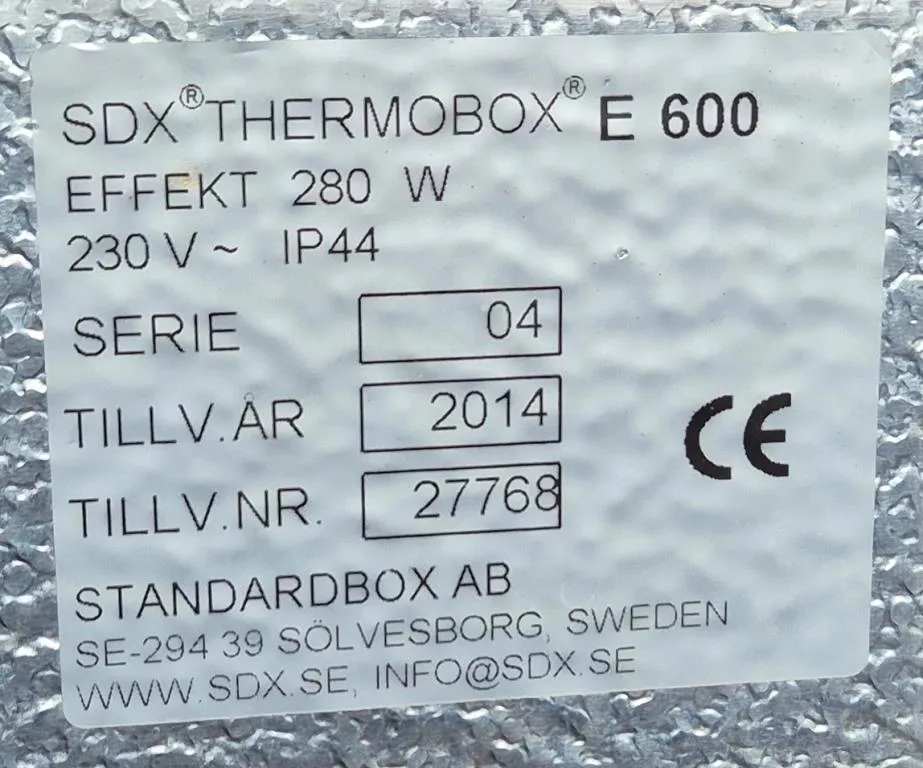 SDX® THERMOBOX® E 600
EFFEKT 280 W
230 V ~ IP44
SERIE 04
TILLV.ÅR 2014
TILLV.NR. 27768
CE
STANDARDBOX AB
SE-294 39 SÖLVESBORG, SWEDEN
WWW.SDX.SE, INFO@SDX.SE